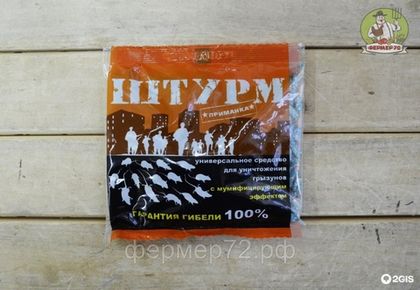 ФЕРМЕР72
ШТУРМ
★ПРИМАНКА★
универсальное средство
для уничтожения
грызунов
с мумифицирующим
эффектом
ГАРАНТИЯ ГИБЕЛИ 100%
фермер72.рф
2GIS